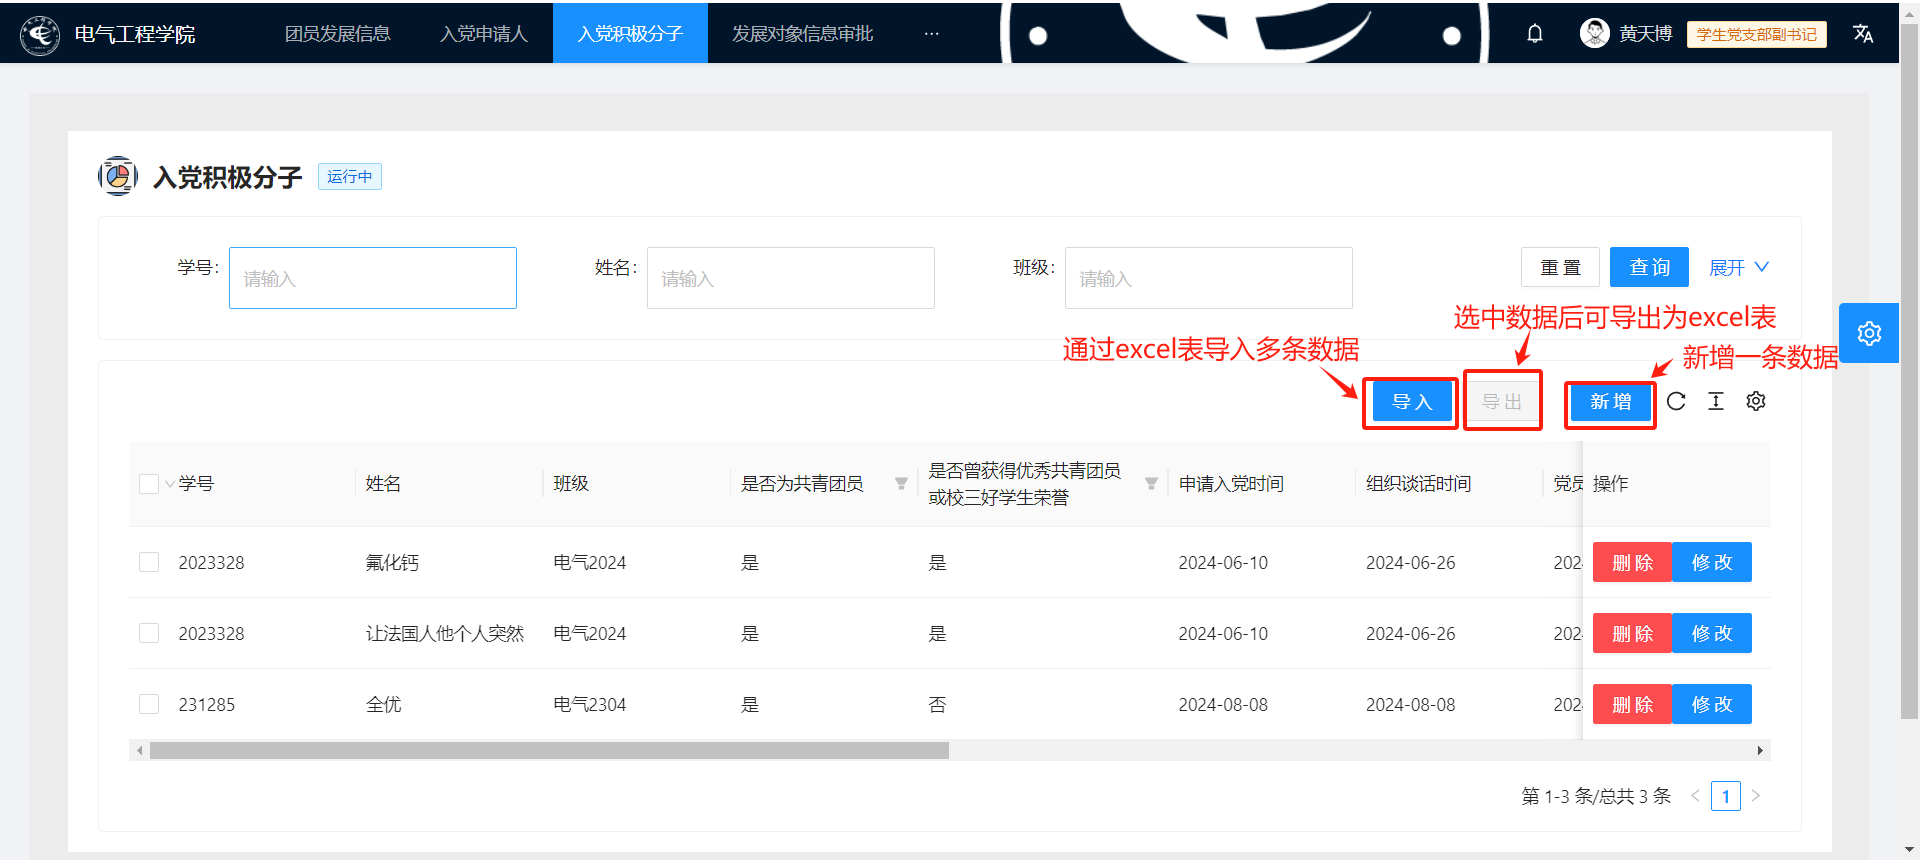 电气工程学院 团员发展信息 入党申请人 入党积极分子 发展对象信息审批 ··· 黄天博 学生党支部副书记
入党积极分子 运行中
学号: 请输入 姓名: 请输入 班级: 请输入 重 置 查 询 展开
选中数据后可导出为excel表
通过excel表导入多条数据
新增一条数据
导 入 导 出 新 增
学号 姓名 班级 是否为共青团员 是否曾获得优秀共青团员 申请入党时间 组织谈话时间 党员 操作
或校三好学生荣誉
2023328 氟化钙 电气2024 是 是 2024-06-10 2024-06-26 202 删 除 修 改
2023328 让法国人他个人突然 电气2024 是 是 2024-06-10 2024-06-26 202 删 除 修 改
231285 全优 电气2304 是 否 2024-08-08 2024-08-08 202 删 除 修 改
第 1-3 条/总共 3 条 < 1 >